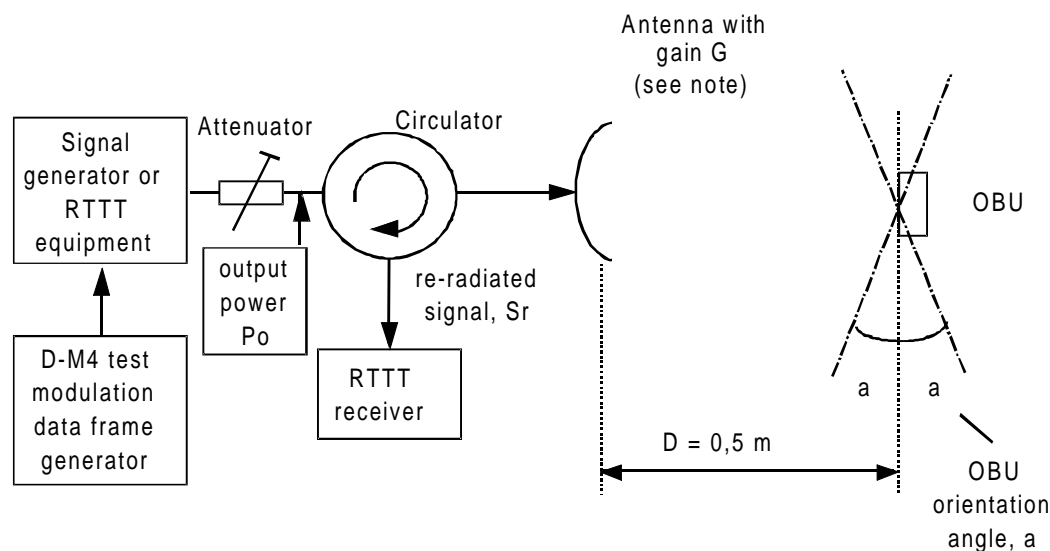 Antenna with
gain G
(see note)
Attenuator
Circulator
Signal
generator or
RTTT
equipment
OBU
output
power
Po
re-radiated
signal, Sr
D-M4 test
modulation
data frame
generator
RTTT
receiver
a
a
D = 0,5 m
OBU
orientation
angle, a